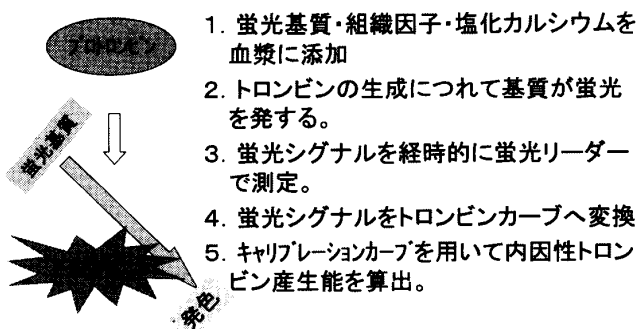 プロトロンビン
蛍光基質
発色
1. 蛍光基質・組織因子・塩化カルシウムを
血漿に添加
2. トロンビンの生成につれて基質が蛍光
を発する。
3. 蛍光シグナルを経時的に蛍光リーダー
で測定。
4. 蛍光シグナルをトロンビンカーブへ変換
5. キャリブレーションカーブを用いて内因性トロン
ビン産生能を算出。